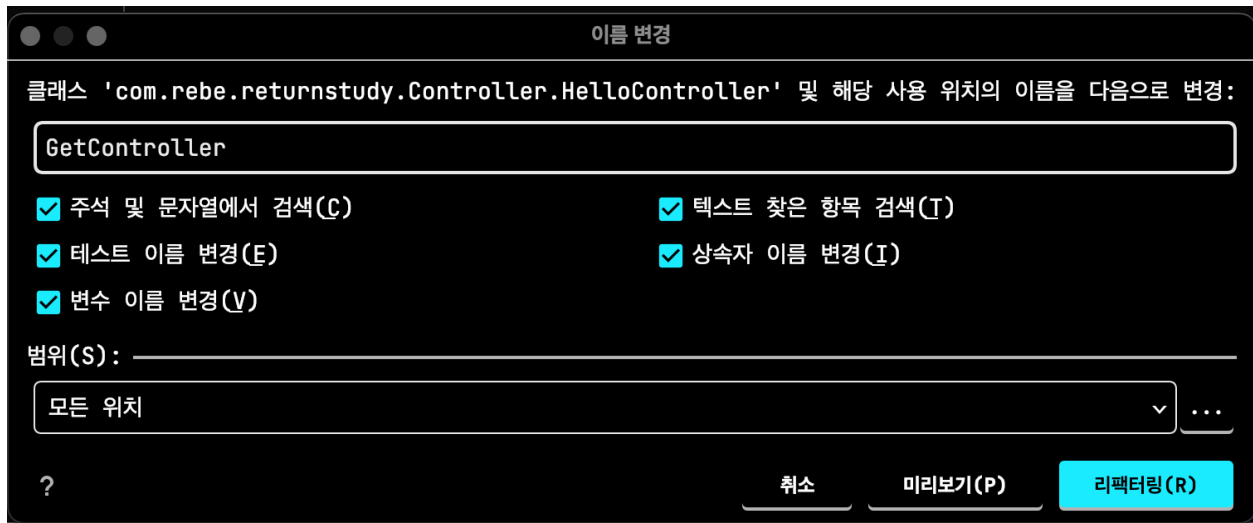 이름 변경
클래스 'com.rebe.returnstudy.Controller.HelloController' 및 해당 사용 위치의 이름을 다음으로 변경:
GetController
주석 및 문자열에서 검색(C) 텍스트 찾은 항목 검색(T)
테스트 이름 변경(E) 상속자 이름 변경(I)
변수 이름 변경(V)
범위(S):
모든 위치 ...
? 취소 미리보기(P) 리팩터링(R)